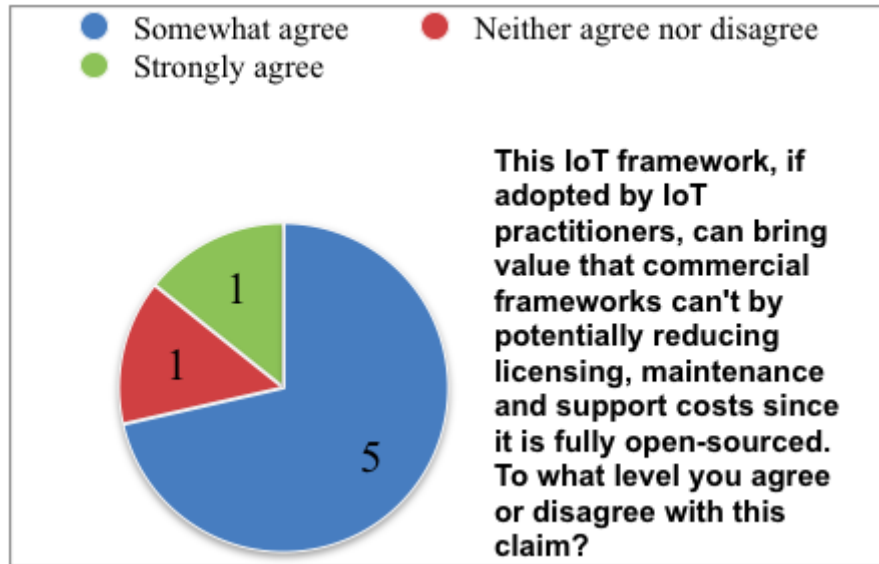 Somewhat agree
Neither agree nor disagree
Strongly agree
This IoT framework, if
adopted by IoT
practitioners, can bring
value that commercial
frameworks can't by
potentially reducing
licensing, maintenance
and support costs since
it is fully open-sourced.
To what level you agree
or disagree with this
claim?
1
1
5